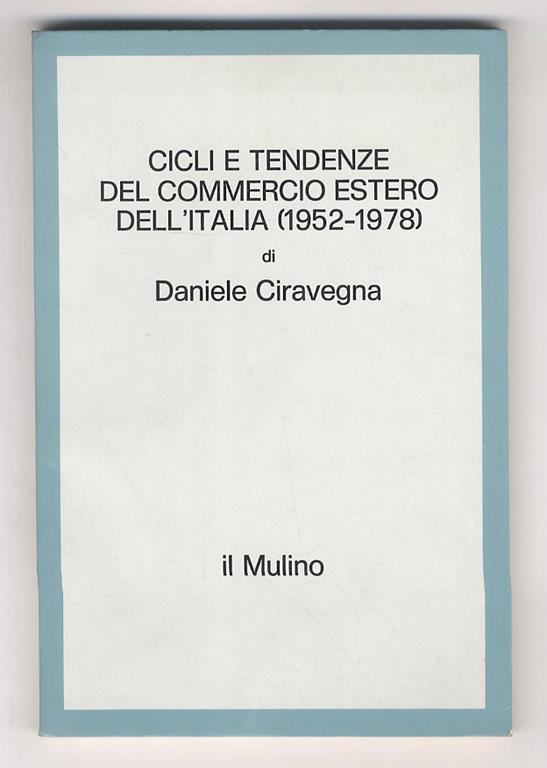 CICLI E TENDENZE
DEL COMMERCIO ESTERO
DELL'ITALIA (1952-1978)
di
Daniele Ciravegna
il Mulino